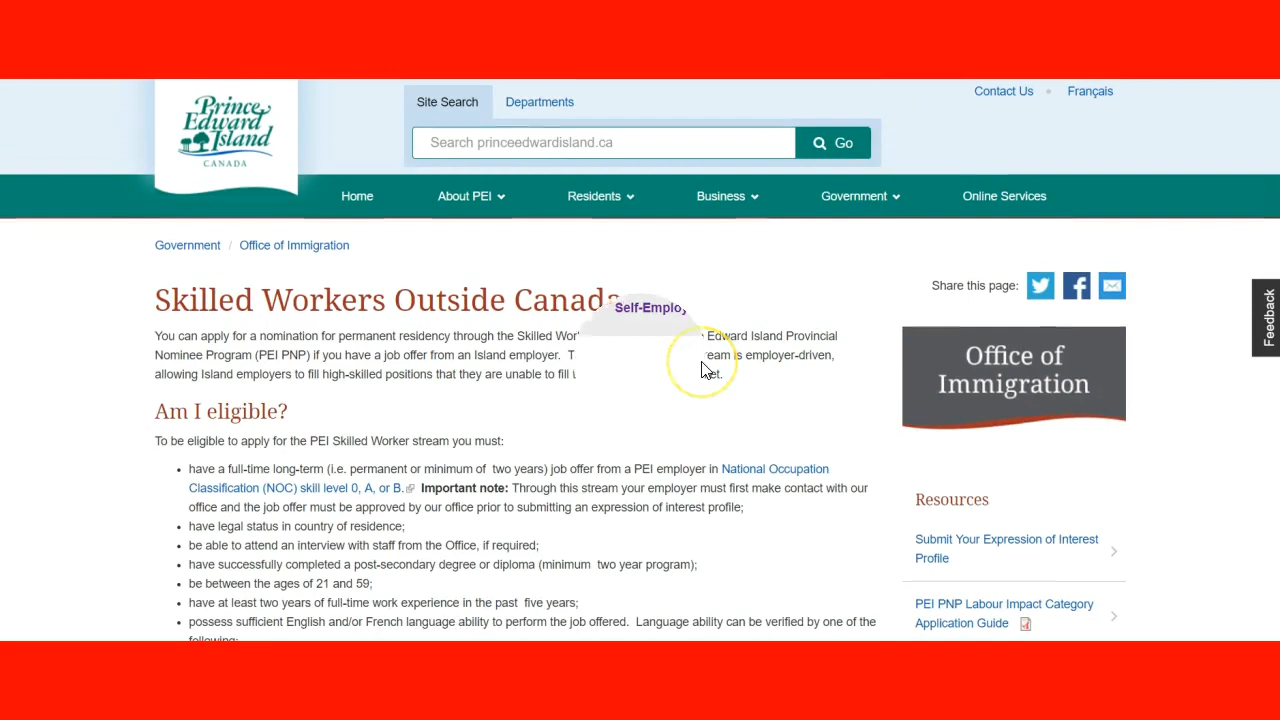 Prince
Edward
Island
CANADA
Site Search
Departments
Search princeedwardisland.ca
Go
Contact Us
Français
Home
About PEI
Residents
Business
Government
Online Services
Government / Office of Immigration
Skilled Workers Outside Canada
Self-Emplo
You can apply for a nomination for permanent residency through the Skilled Edward Island Provincial
Nominee Program (PEI PNP) if you have a job offer from an Island employer. is employer-driven,
allowing Island employers to fill high-skilled positions that they are unable to fill
Am I eligible?
To be eligible to apply for the PEI Skilled Worker stream you must:
• have a full-time long-term (i.e. permanent or minimum of two years) job offer from a PEI employer in National Occupation
Classification (NOC) skill level 0, A, or B. Important note: Through this stream your employer must first make contact with our
office and the job offer must be approved by our office prior to submitting an expression of interest profile;
• have legal status in country of residence;
• be able to attend an interview with staff from the Office, if required;
• have successfully completed a post-secondary degree or diploma (minimum two year program);
• be between the ages of 21 and 59;
• have at least two years of full-time work experience in the past five years;
• possess sufficient English and/or French language ability to perform the job offered. Language ability can be verified by one of the
following:
Share this page:
Office of
Immigration
Resources
Submit Your Expression of Interest
Profile
PEI PNP Labour Impact Category
Application Guide
Feedback